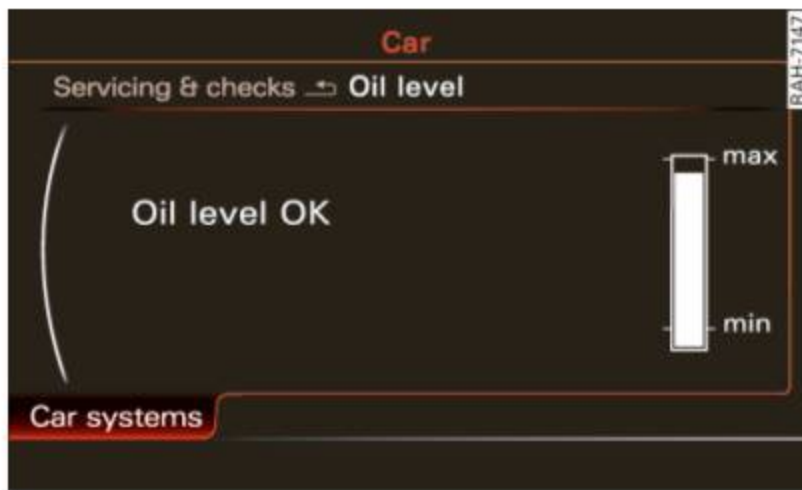 Car
RAH-7147
Servicing & checks Oil level
max
Oil level OK
min
Car systems